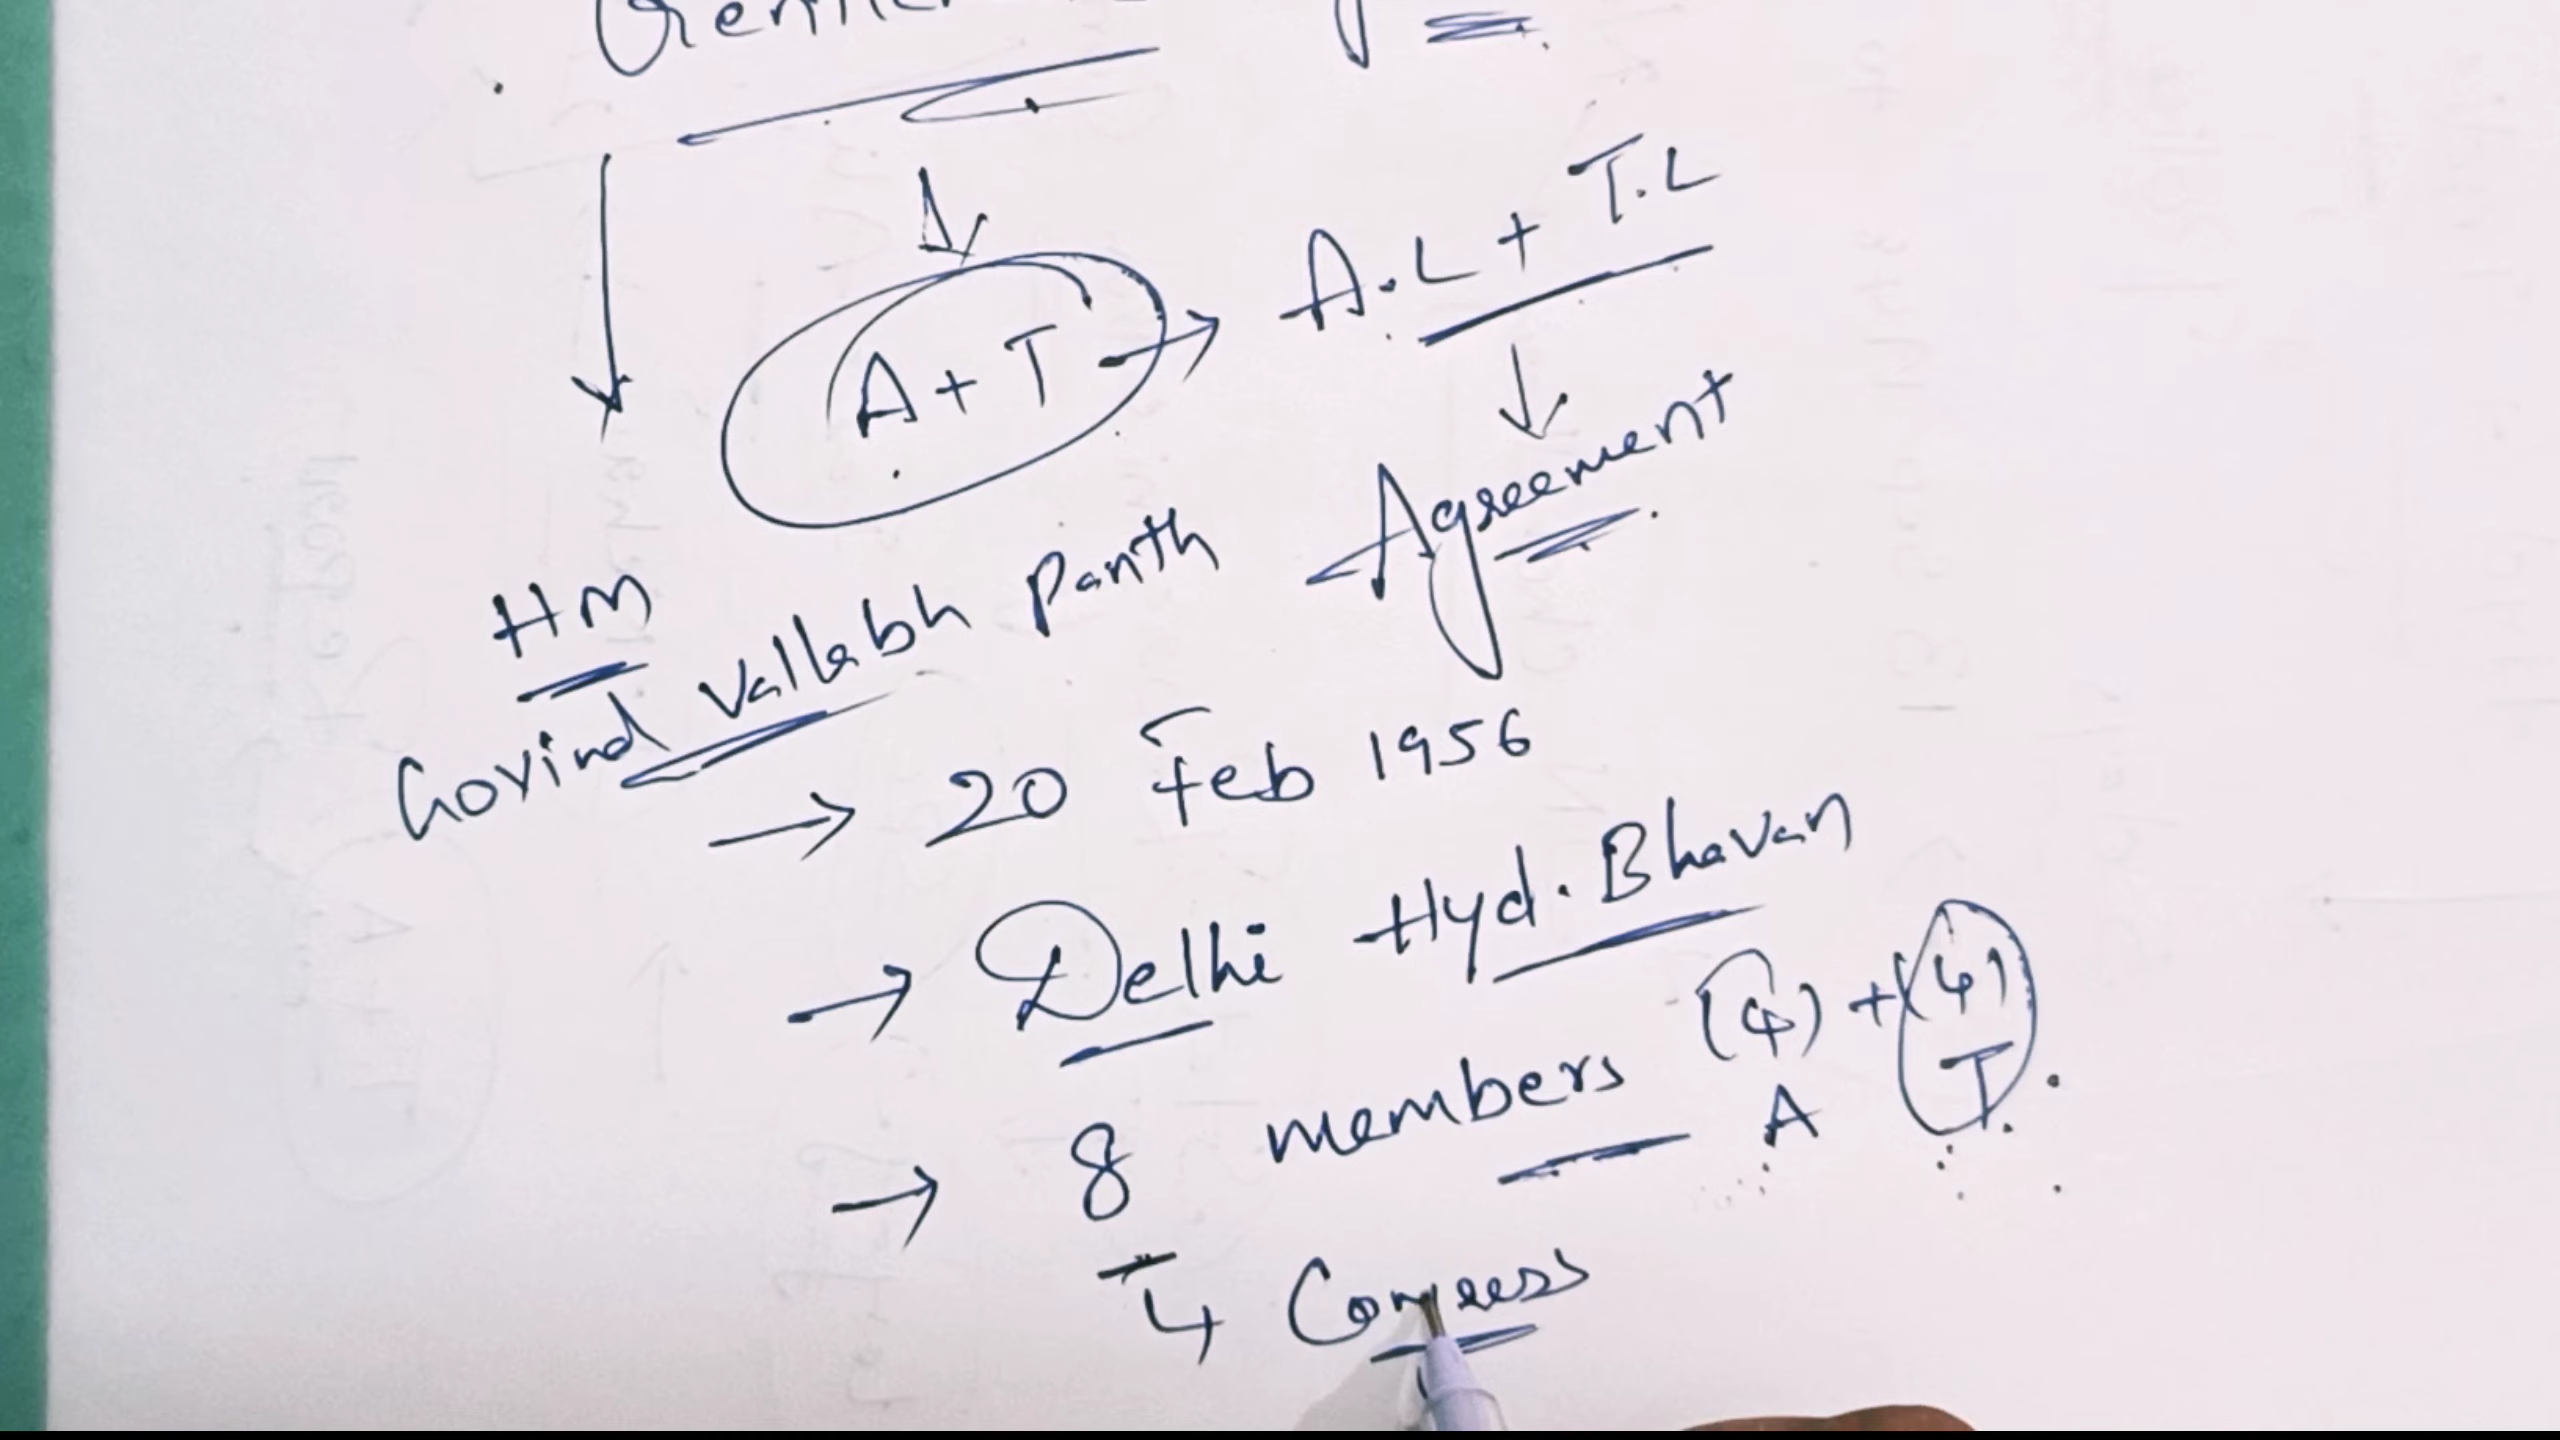 A + T → A.L + T.L
Agreement
HM
Govind Vallabh Panth
→ 20 Feb 1956
→ Delhi Hyd. Bhavan
→ 8 members (4) + (4)
A T
4 Congress